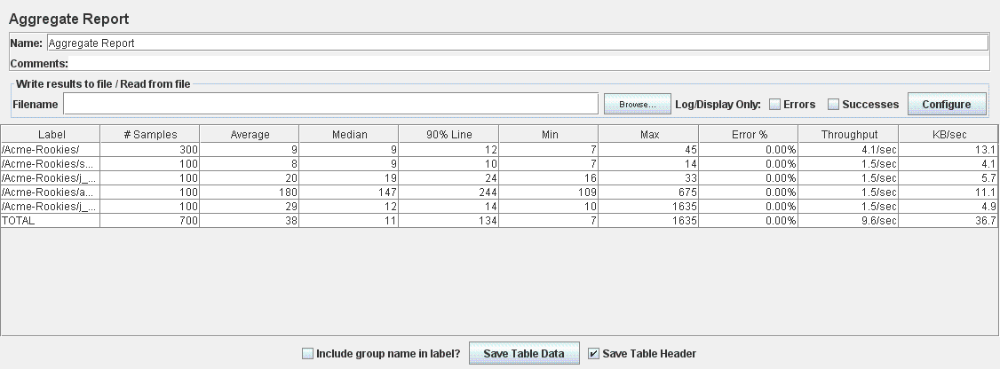 Aggregate Report
Name: Aggregate Report
Comments:
Write results to file / Read from file
Filename Browse... Log/Display Only: Errors Successes Configure
Label # Samples Average Median 90% Line Min Max Error % Throughput KB/sec
/Acme-Rookies/ 300 9 9 12 7 45 0.00% 4.1/sec 13.1
/Acme-Rookies/s... 100 8 9 10 7 14 0.00% 1.5/sec 4.1
/Acme-Rookies/j_... 100 20 19 24 16 33 0.00% 1.5/sec 5.7
/Acme-Rookies/a... 100 180 147 244 109 675 0.00% 1.5/sec 11.1
/Acme-Rookies/j_... 100 29 12 14 10 1635 0.00% 1.5/sec 4.9
TOTAL 700 38 11 134 7 1635 0.00% 9.6/sec 36.7
Include group name in label? Save Table Data Save Table Header